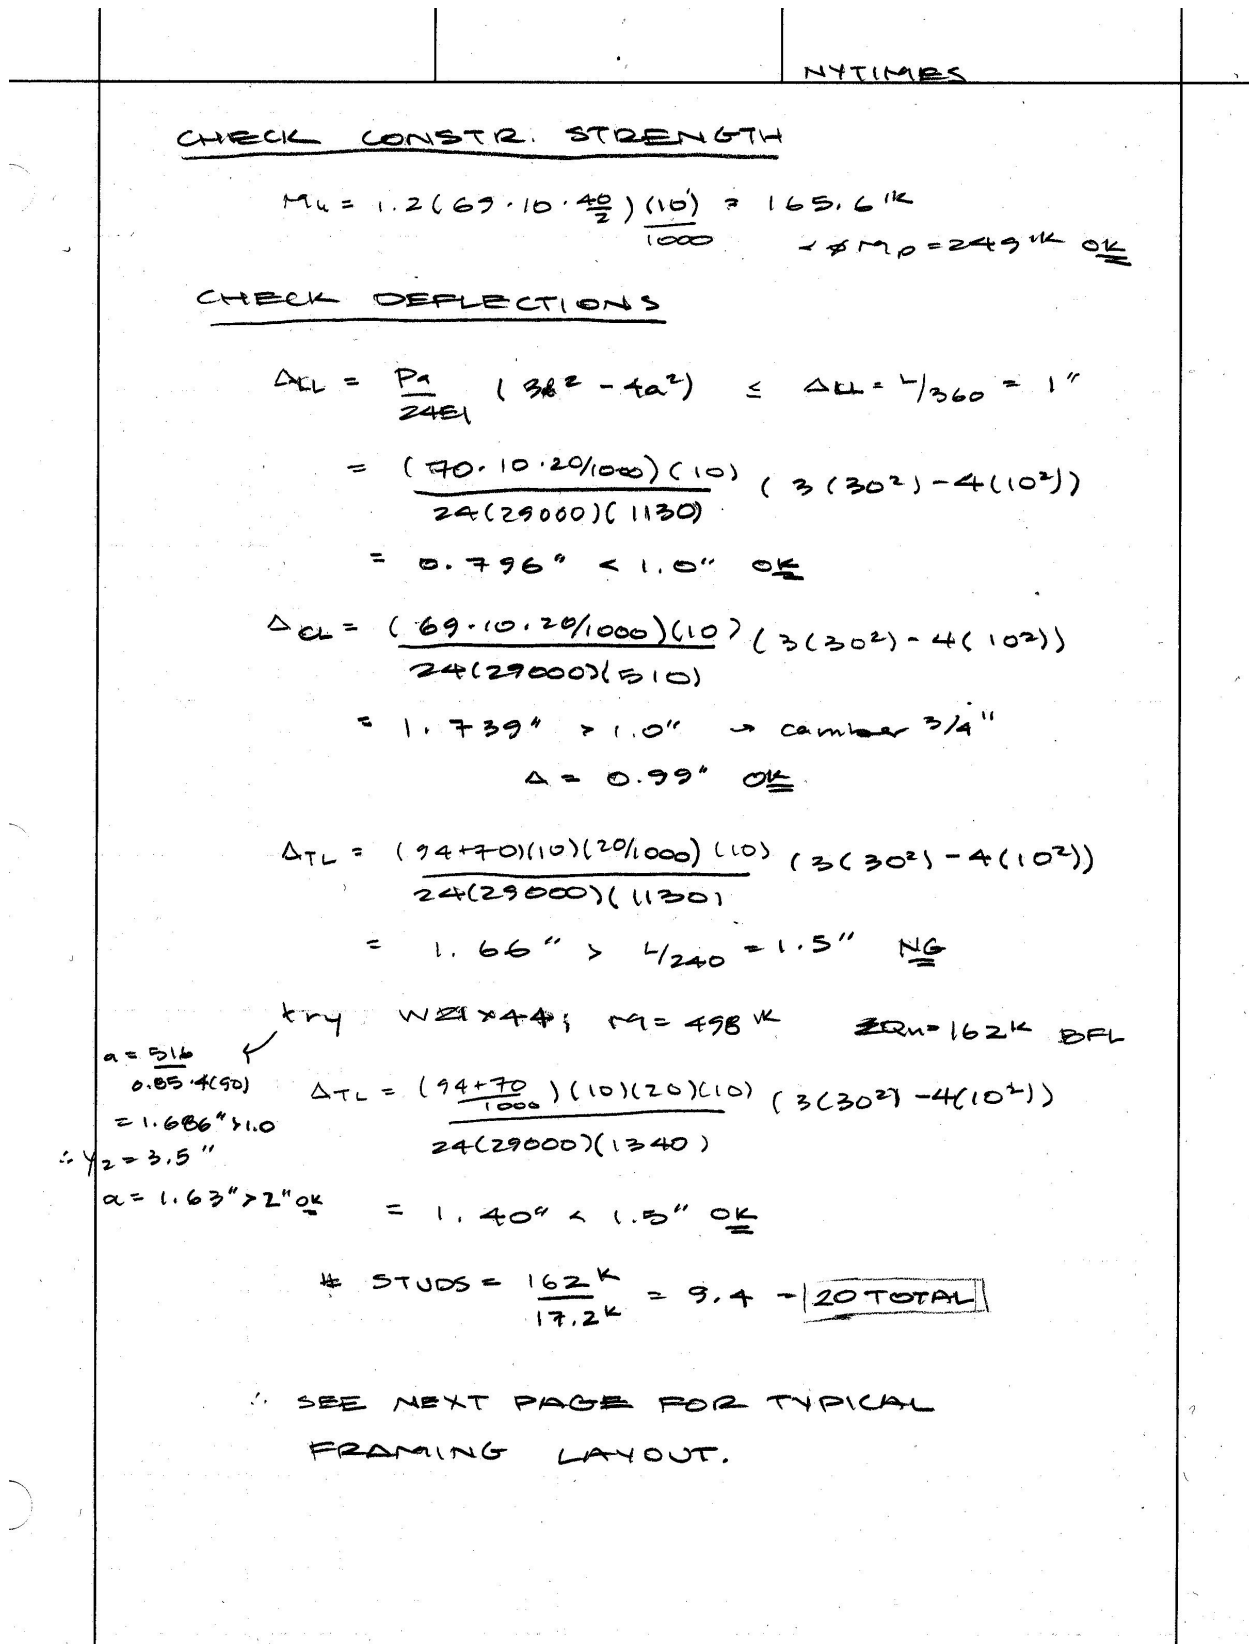 NYTIMES
CHECK CONSTR. STRENGTH
Mu = 1.2(69·10·40/2)(10')/1000 = 165.6 'k
< φMp = 249 'k OK
CHECK DEFLECTIONS
Δ_LL = Pa/24EI (3l² - 4a²) ≤ Δ_LL = L/360 = 1"
= (70·10·20/1000)(10)/24(29000)(1130) (3(30²) - 4(10²))
= 0.796" < 1.0" OK
Δ_CL = (69·10·20/1000)(10)/24(29000)(510) (3(30²) - 4(10²))
= 1.739" > 1.0" → camber 3/4"
Δ = 0.99" OK
Δ_TL = (94+70)(10)(20/1000)(10)/24(29000)(1130) (3(30²) - 4(10²))
= 1.66" > L/240 = 1.5" NG
try W21x44; M = 498 'k ΣQn = 162k BFL
a = 516/0.85·4(90)
= 1.686" > 1.0
∴ Y2 = 3.5"
a = 1.63" > 2" OK
Δ_TL = (94+70/1000)(10)(20)(10)/24(29000)(1340) (3(30²) - 4(10²))
= 1.40" < 1.5" OK
# STUDS = 162k/17.2k = 9.4 - 20 TOTAL
∴ SEE NEXT PAGE FOR TYPICAL
FRAMING LAYOUT.